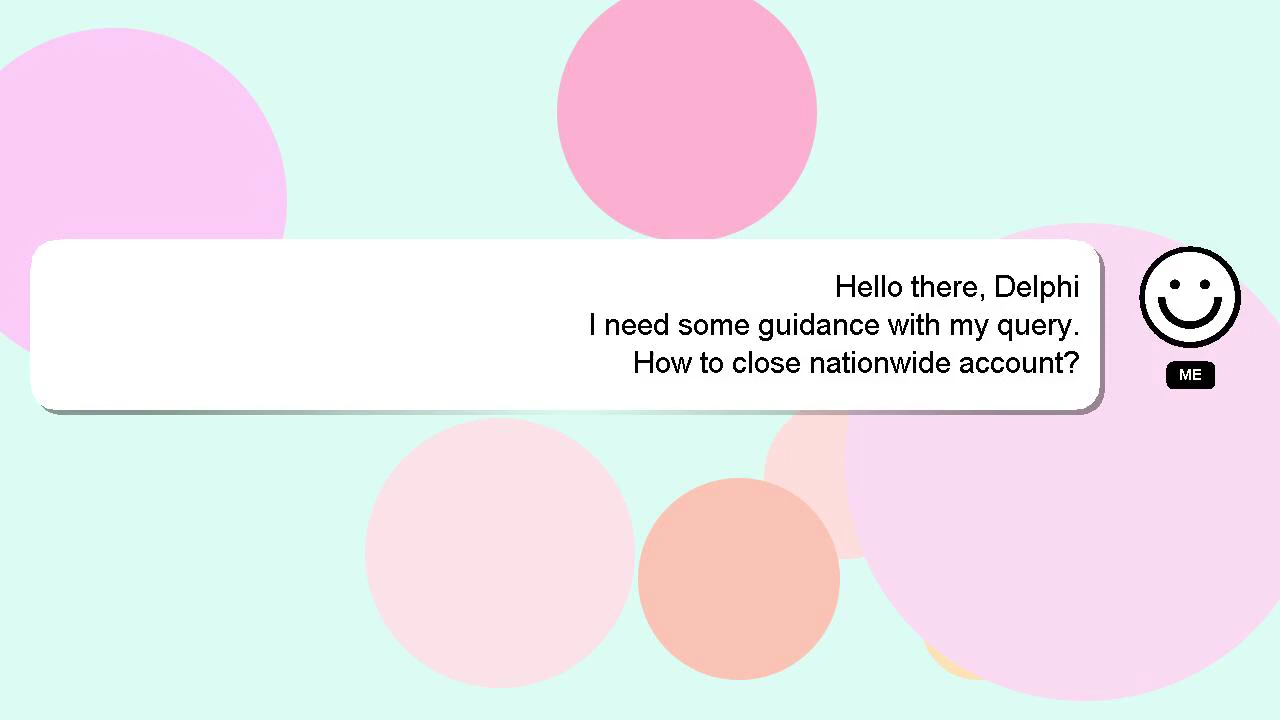 Hello there, Delphi
I need some guidance with my query.
How to close nationwide account?
ME